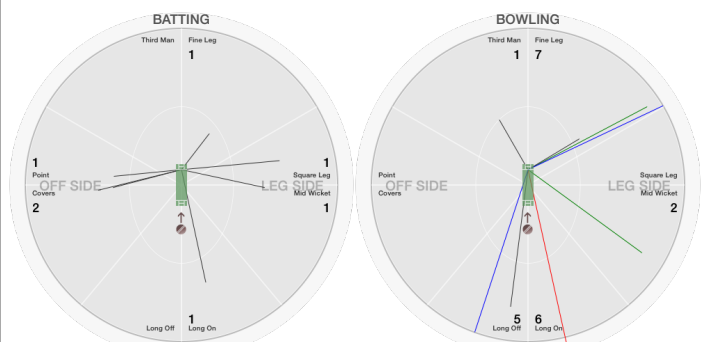 BATTING
Third Man
Fine Leg
1
1
Point
OFF SIDE
Covers
2
1
Square Leg
LEG SIDE
Mid Wicket
1
1
Long Off
Long On
BOWLING
Third Man
Fine Leg
1
7
Point
OFF SIDE
Covers
Square Leg
LEG SIDE
Mid Wicket
2
5
6
Long Off
Long On